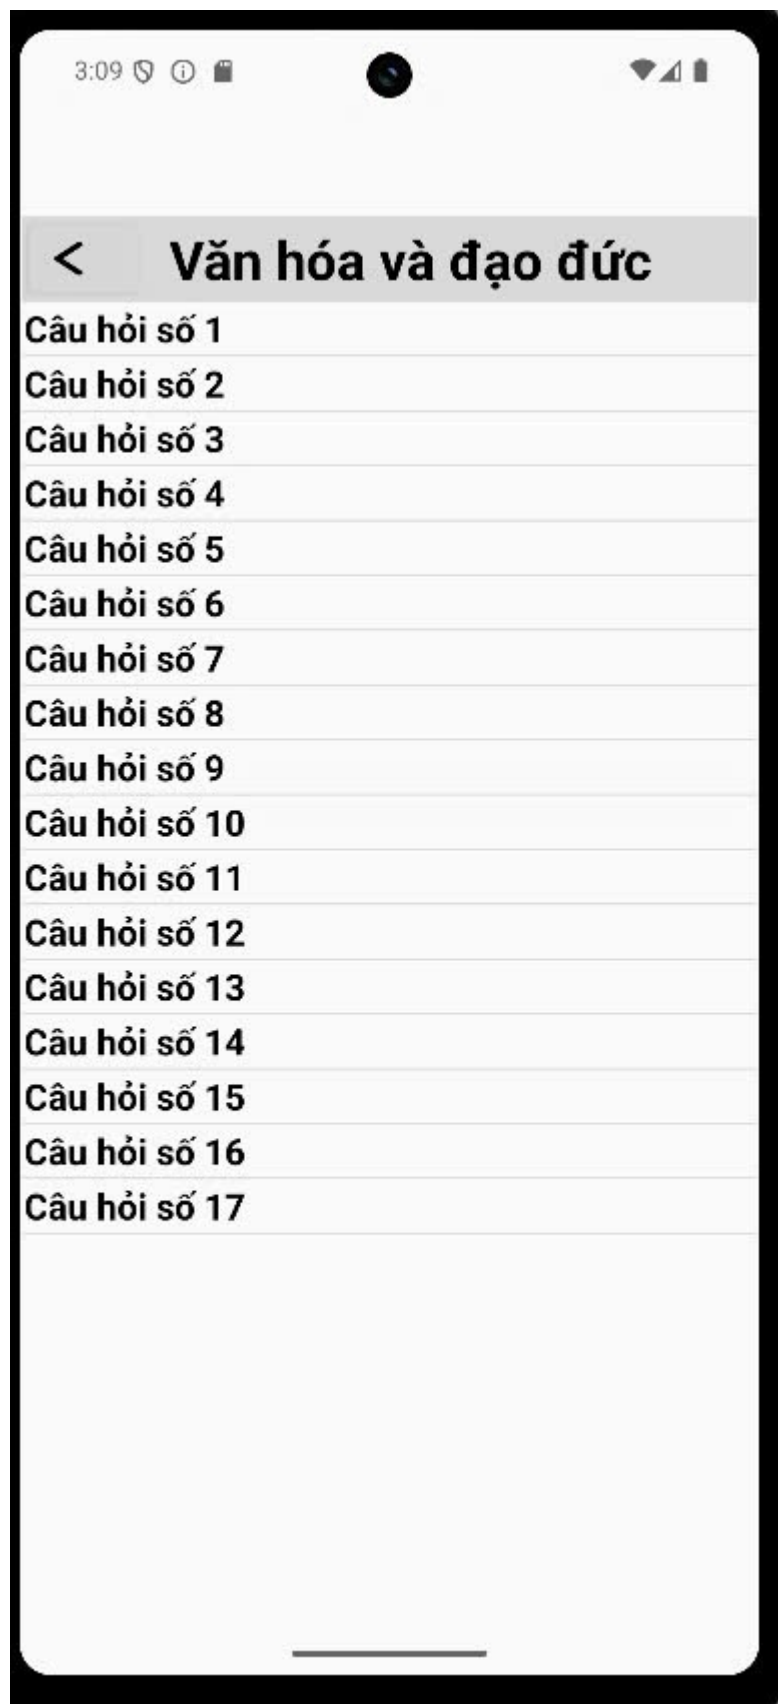 3:09
< Văn hóa và đạo đức
Câu hỏi số 1
Câu hỏi số 2
Câu hỏi số 3
Câu hỏi số 4
Câu hỏi số 5
Câu hỏi số 6
Câu hỏi số 7
Câu hỏi số 8
Câu hỏi số 9
Câu hỏi số 10
Câu hỏi số 11
Câu hỏi số 12
Câu hỏi số 13
Câu hỏi số 14
Câu hỏi số 15
Câu hỏi số 16
Câu hỏi số 17